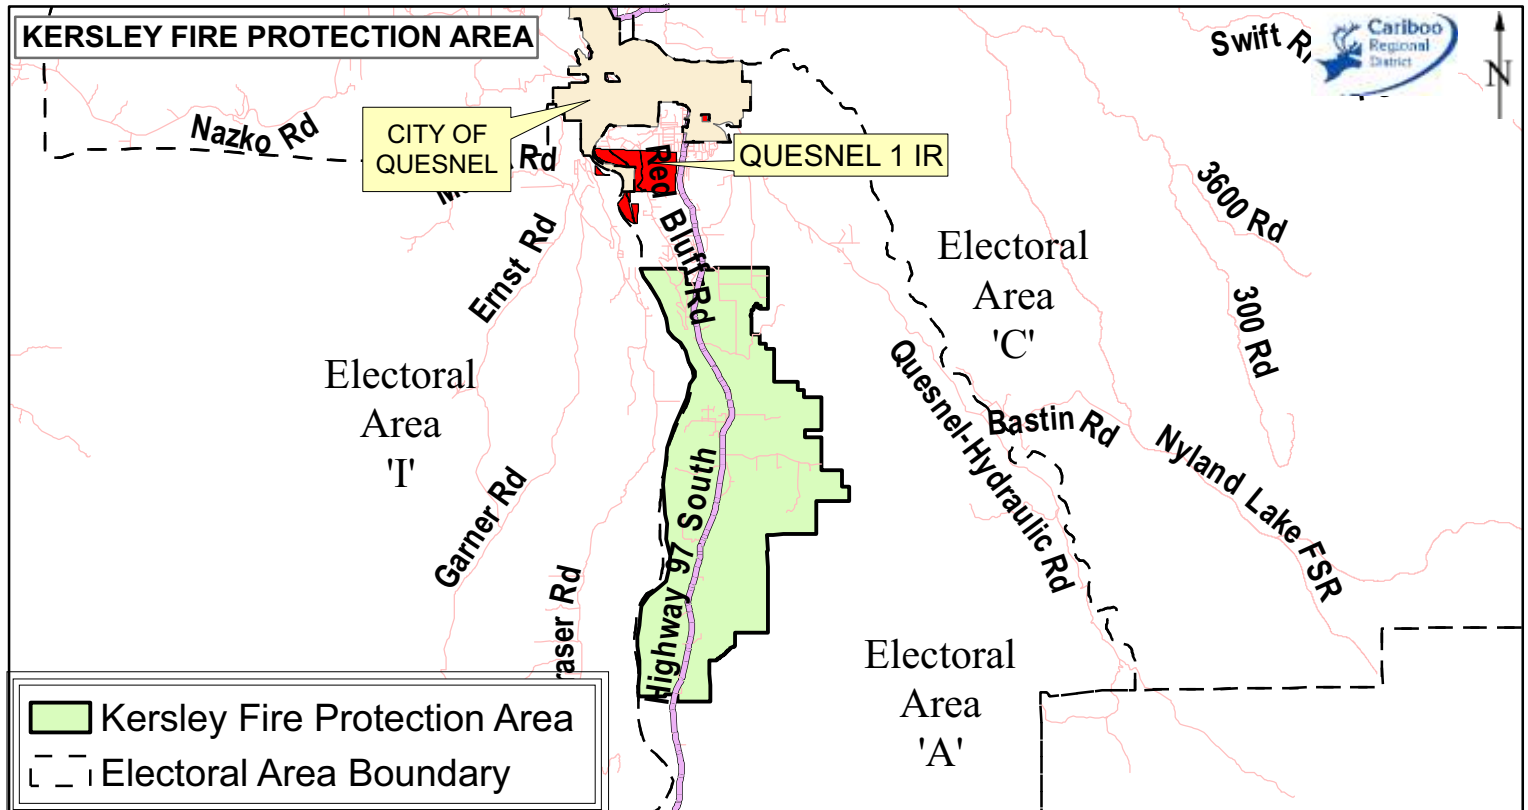 KERSLEY FIRE PROTECTION AREA
Cariboo
Regional
District
N
Swift
Nazko Rd
CITY OF
QUESNEL
Rd
QUESNEL 1 IR
Red Bluff Rd
3600 Rd
Ernst Rd
Electoral
Area
'C'
300 Rd
Electoral
Area
'I'
Quesnel-Hydraulic Rd
Bastin Rd
Nyland Lake FSR
Garner Rd
Highway 97 South
raser Rd
Electoral
Area
'A'
Kersley Fire Protection Area
Electoral Area Boundary